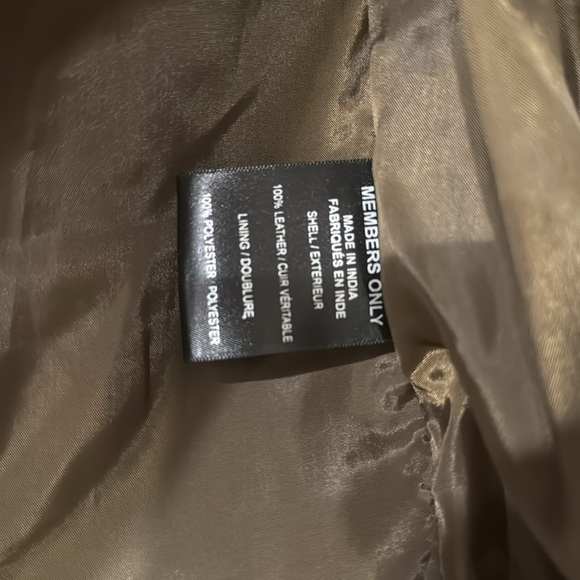 MEMBERS ONLY
MADE IN INDIA
FABRIQUÉS EN INDE
SHELL / EXTERIEUR
100% LEATHER / CUIR VÉRITABLE
LINING / DOUBLURE
100% POLYESTER - POLYESTER